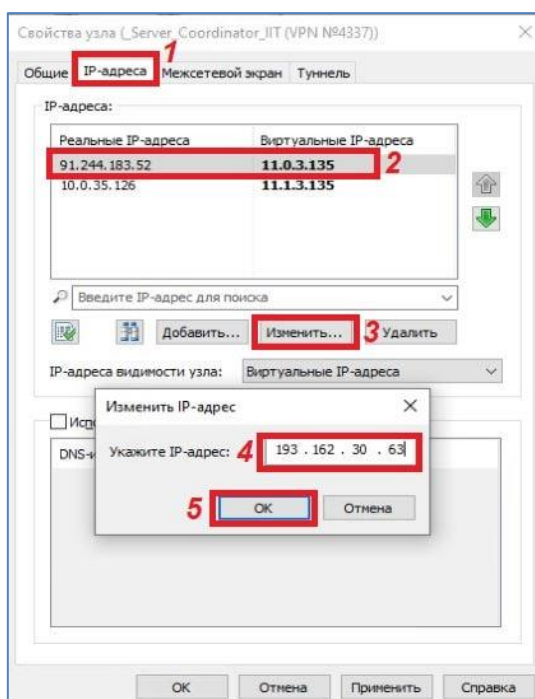 Свойства узла (_Server_Coordinator_IIT (VPN №4337))
1
Общие IP-адреса Межсетевой экран Туннель
IP-адреса:
Реальные IP-адреса Виртуальные IP-адреса
91.244.183.52 11.0.3.135 2
10.0.35.126 11.1.3.135
Введите IP-адрес для поиска
Добавить... Изменить... 3 Удалить
IP-адреса видимости узла: Виртуальные IP-адреса
Изменить IP-адрес
DNS-
Укажите IP-адрес: 4 193 . 162 . 30 . 63
5 OK Отмена
OK Отмена Применить Справка